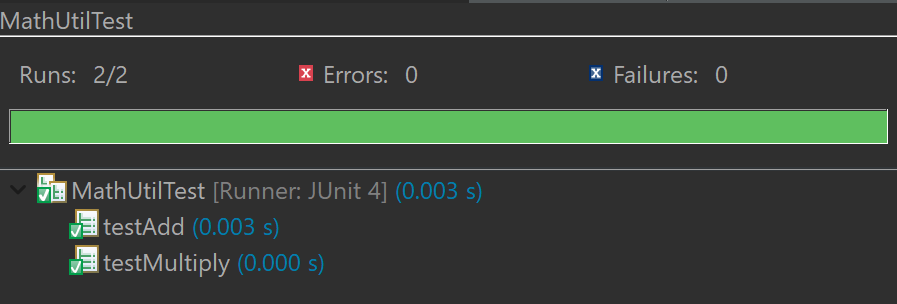 MathUtilTest
Runs: 2/2 Errors: 0 Failures: 0
MathUtilTest [Runner: JUnit 4] (0.003 s)
testAdd (0.003 s)
testMultiply (0.000 s)